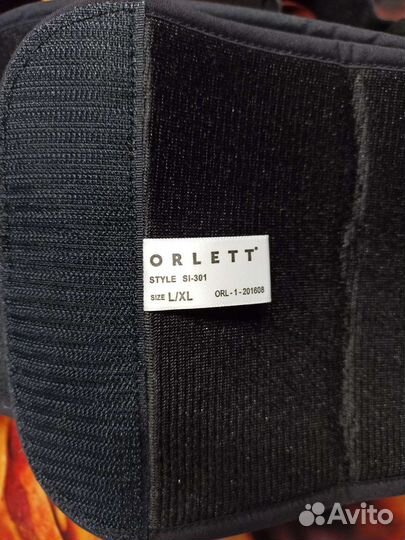 ORLETT®
STYLE SI-301
SIZE L/XL ORL-1-201608
Avito